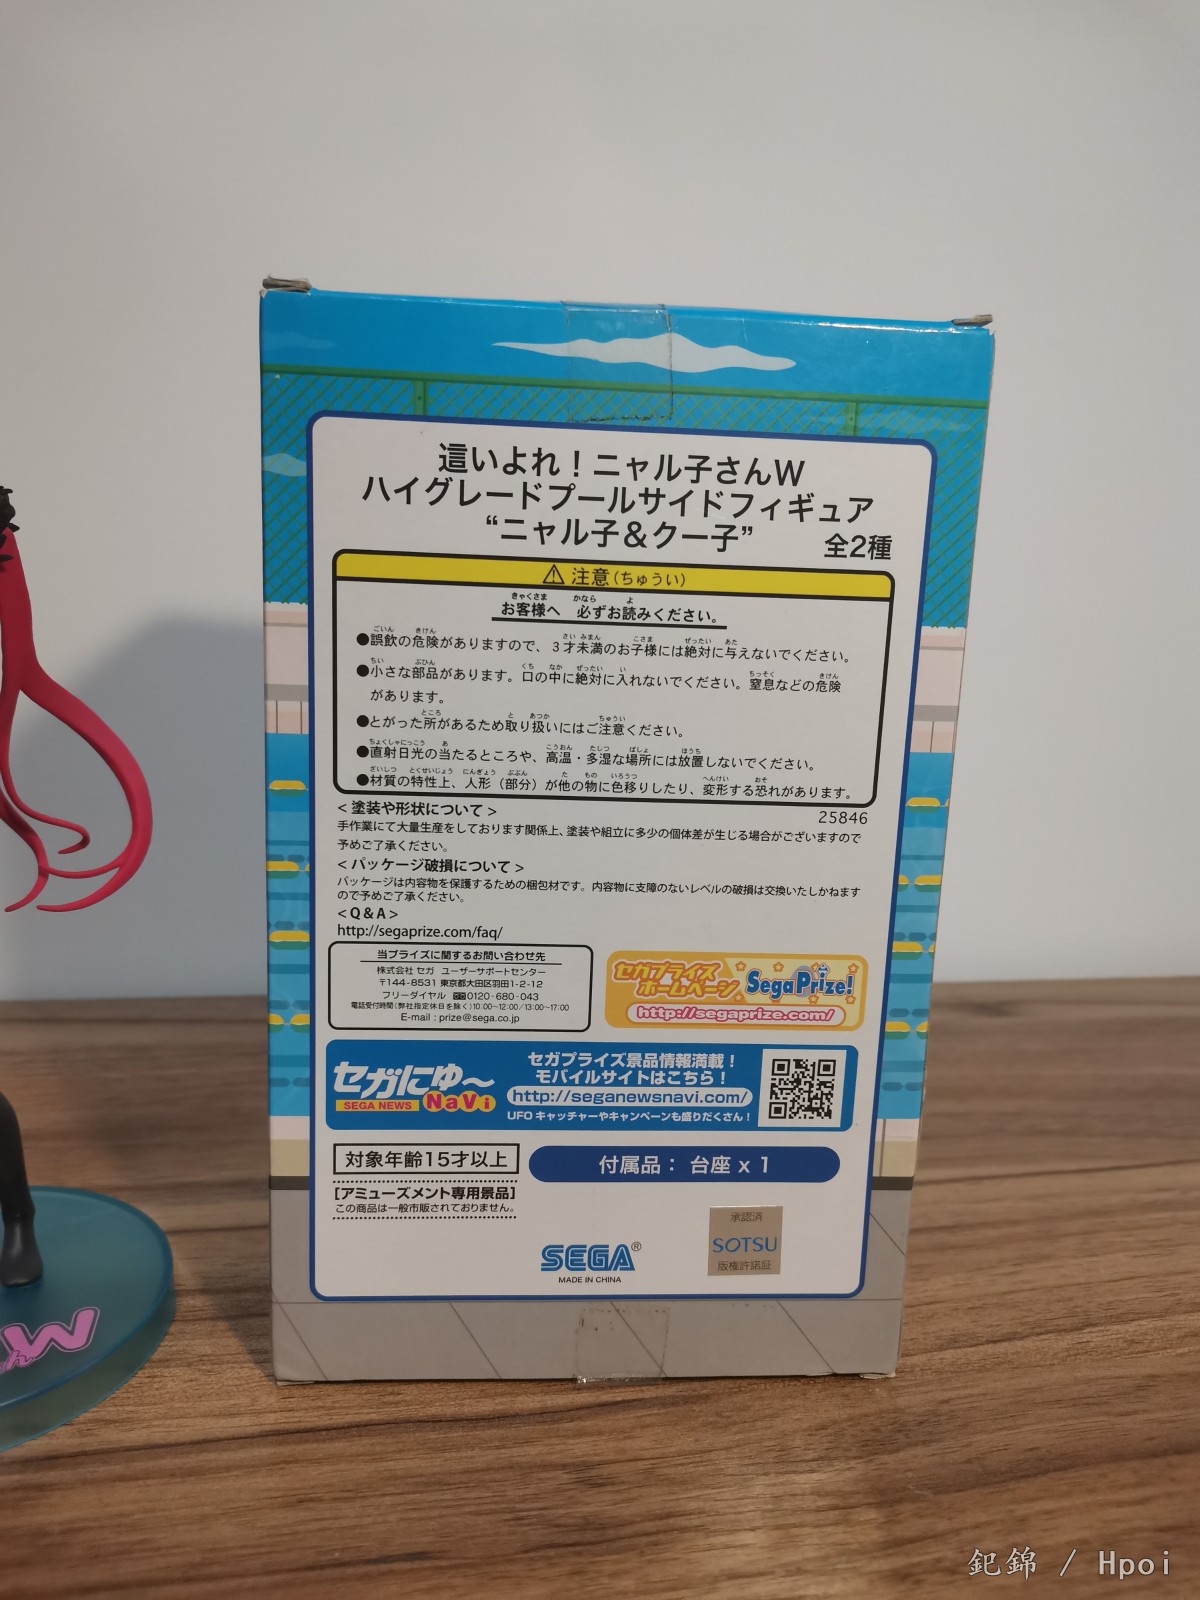 這いよれ！ニャル子さんW
ハイグレードプールサイドフィギュア
“ニャル子＆クー子”
全2種
⚠注意(ちゅうい)
お客様へ 必ずお読みください。
●誤飲の危険がありますので、3才未満のお子様には絶対に与えないでください。
●小さな部品があります。口の中に絶対に入れないでください。窒息などの危険
があります。
●とがった所があるため取り扱いにはご注意ください。
●直射日光の当たるところや、高温・多湿な場所には放置しないでください。
●材質の特性上、人形（部分）が他の物に色移りしたり、変形する恐れがあります。
25846
＜塗装や形状について＞
手作業にて大量生産をしております関係上、塗装や組立に多少の個体差が生じる場合がございますので
予めご了承ください。
＜パッケージ破損について＞
パッケージは内容物を保護するための梱包材です。内容物に支障のないレベルの破損は交換いたしかねます
ので予めご了承ください。
＜Q＆A＞
http://segaprize.com/faq/
当プライズに関するお問い合わせ先
株式会社 セガ ユーザーサポートセンター
〒144-8531 東京都大田区羽田1-2-12
フリーダイヤル 0120-680-043
電話受付時間(弊社指定休日を除く)10:00~12:00/13:00~17:00
E-mail : prize@sega.co.jp
セガプライズ
ホームページ
SegaPrize!
http://segaprize.com/
セガにゅ～
SEGA NEWS NaVi
セガプライズ景品情報満載！
モバイルサイトはこちら！
http://seganewsnavi.com/
UFOキャッチャーやキャンペーンも盛りだくさん！
対象年齢15才以上
付属品： 台座 x 1
[アミューズメント専用景品]
この商品は一般市販されておりません。
SEGA®
MADE IN CHINA
承認済
SOTSU
版権許諾証
W
釲錦 / Hpoi